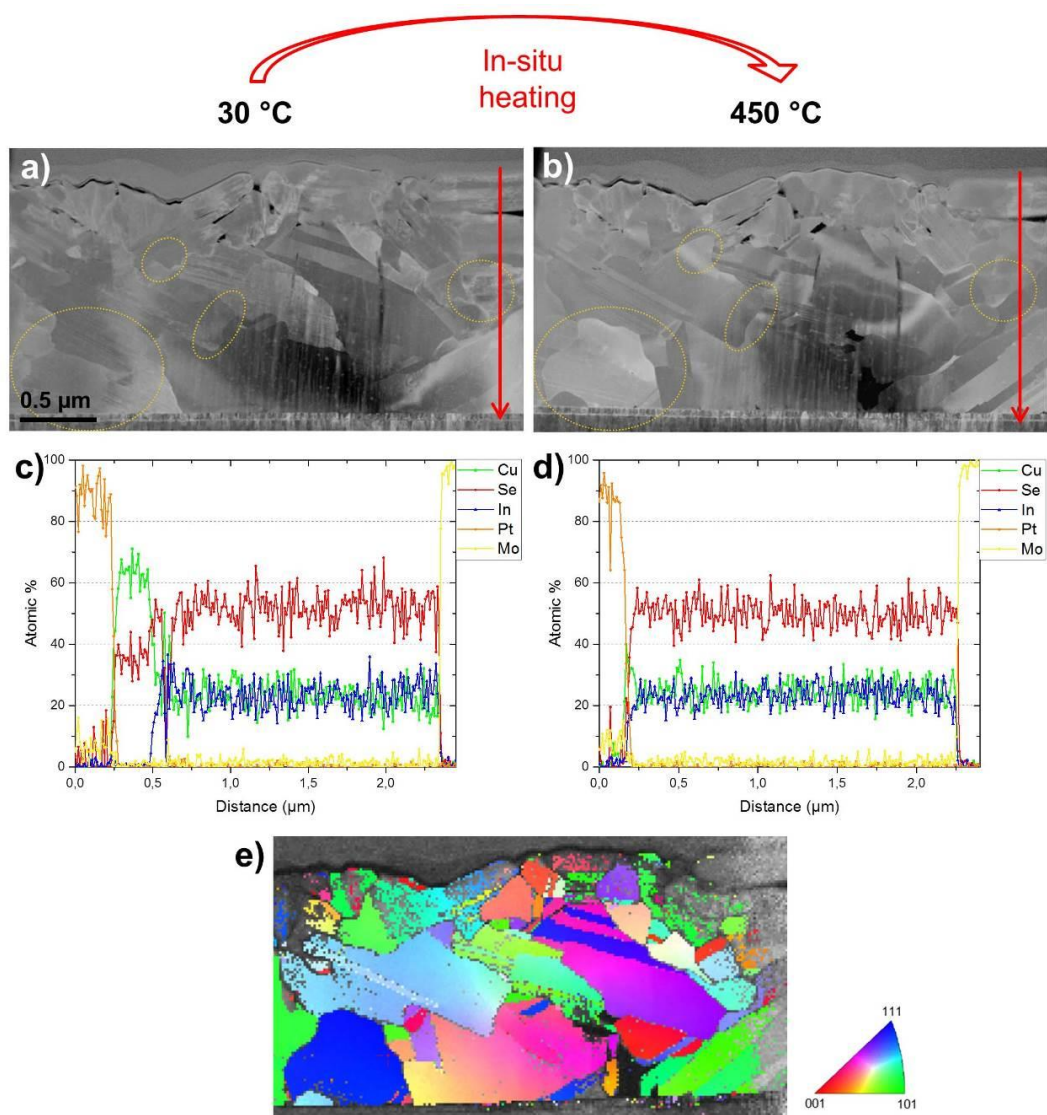 In-situ
heating
30 °C
450 °C
a)
b)
0.5 µm
c)
d)
100
80
60
40
20
0
Atomic %
0,0
0,5
1,0
1,5
2,0
Distance (µm)
Cu
Se
In
Pt
Mo
100
80
60
40
20
0
Atomic %
0,0
0,5
1,0
1,5
2,0
Distance (µm)
Cu
Se
In
Pt
Mo
e)
111
001
101